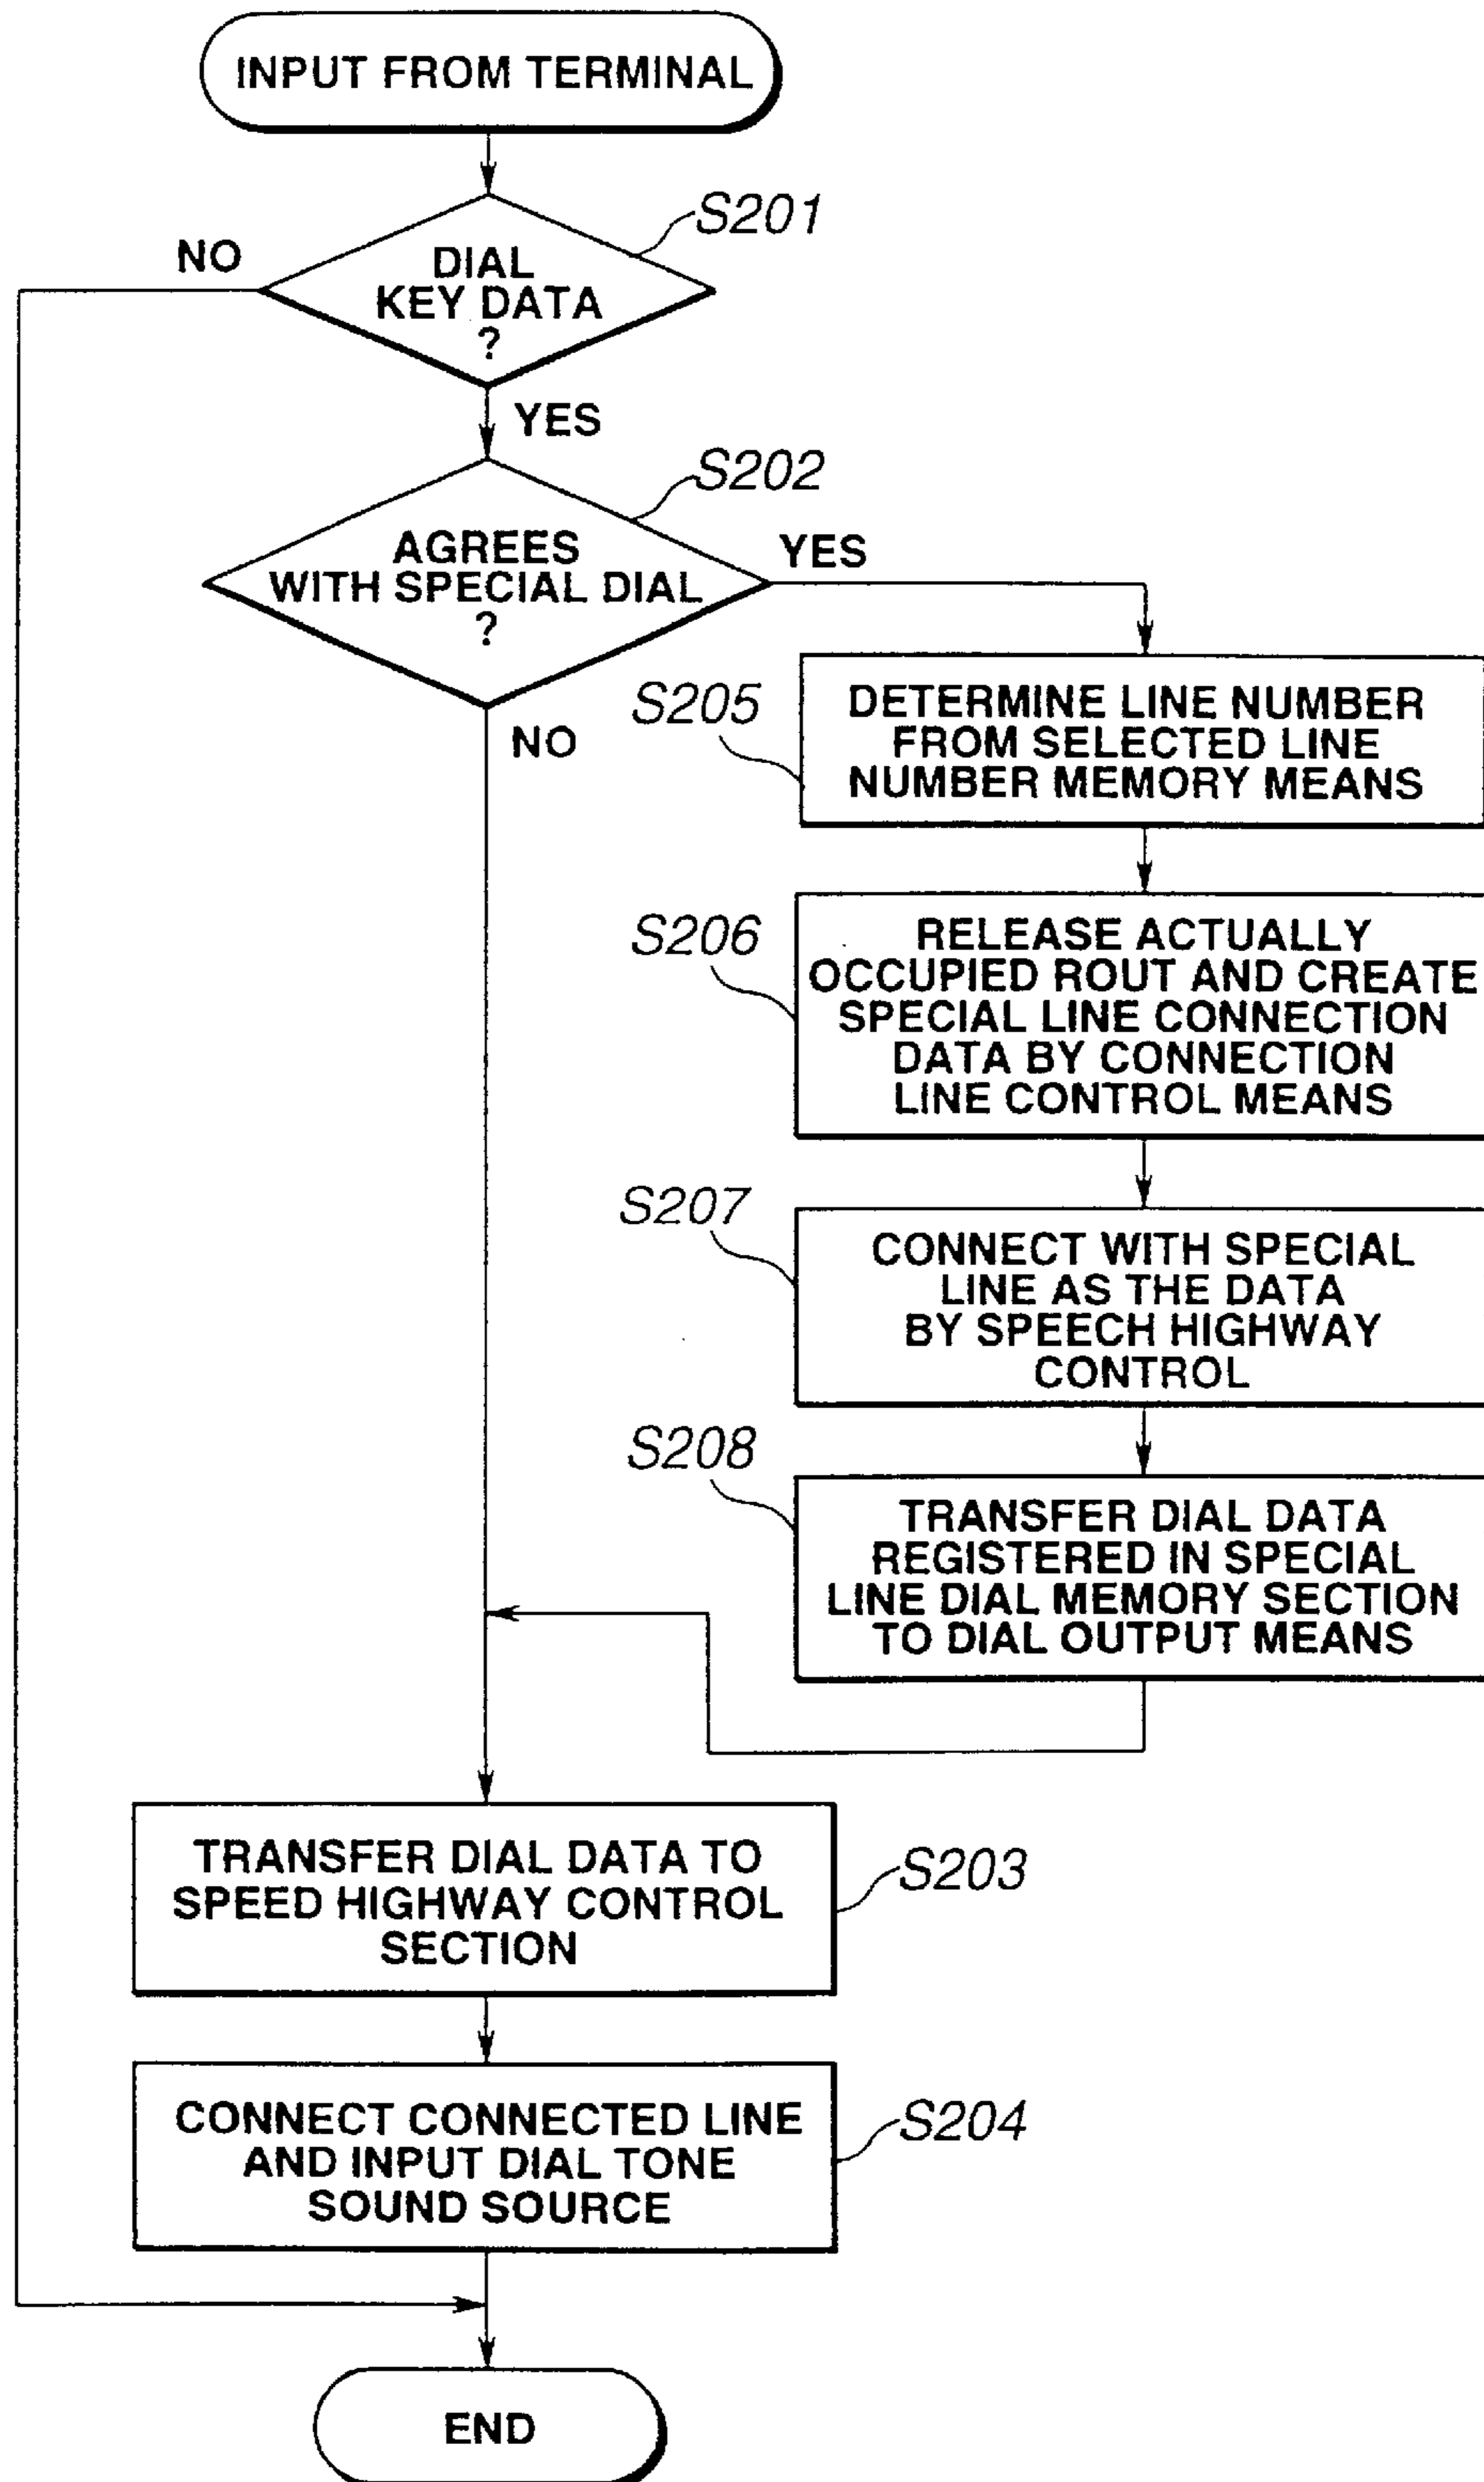 INPUT FROM TERMINAL
S201
NO
DIAL
KEY DATA
?
YES
S202
AGREES
WITH SPECIAL DIAL
?
YES
NO
S205
DETERMINE LINE NUMBER
FROM SELECTED LINE
NUMBER MEMORY MEANS
S206
RELEASE ACTUALLY
OCCUPIED ROUT AND CREATE
SPECIAL LINE CONNECTION
DATA BY CONNECTION
LINE CONTROL MEANS
S207
CONNECT WITH SPECIAL
LINE AS THE DATA
BY SPEECH HIGHWAY
CONTROL
S208
TRANSFER DIAL DATA
REGISTERED IN SPECIAL
LINE DIAL MEMORY SECTION
TO DIAL OUTPUT MEANS
TRANSFER DIAL DATA TO
SPEED HIGHWAY CONTROL
SECTION
S203
CONNECT CONNECTED LINE
AND INPUT DIAL TONE
SOUND SOURCE
S204
END